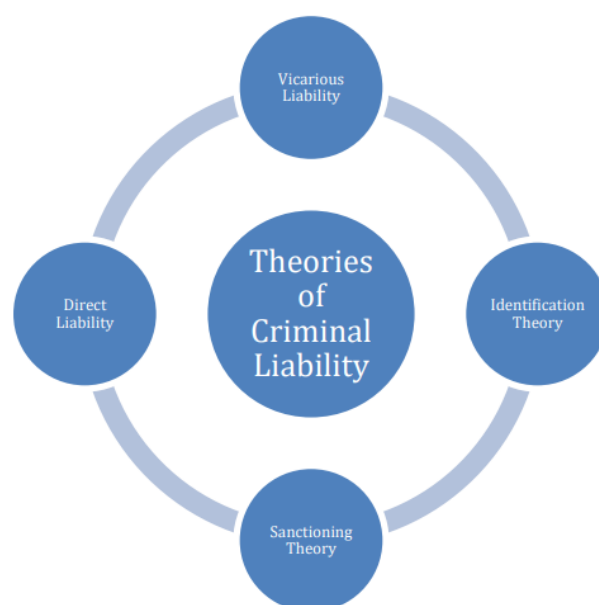 Vicarious
Liability
Theories
of
Criminal
Liability
Direct
Liability
Identification
Theory
Sanctioning
Theory